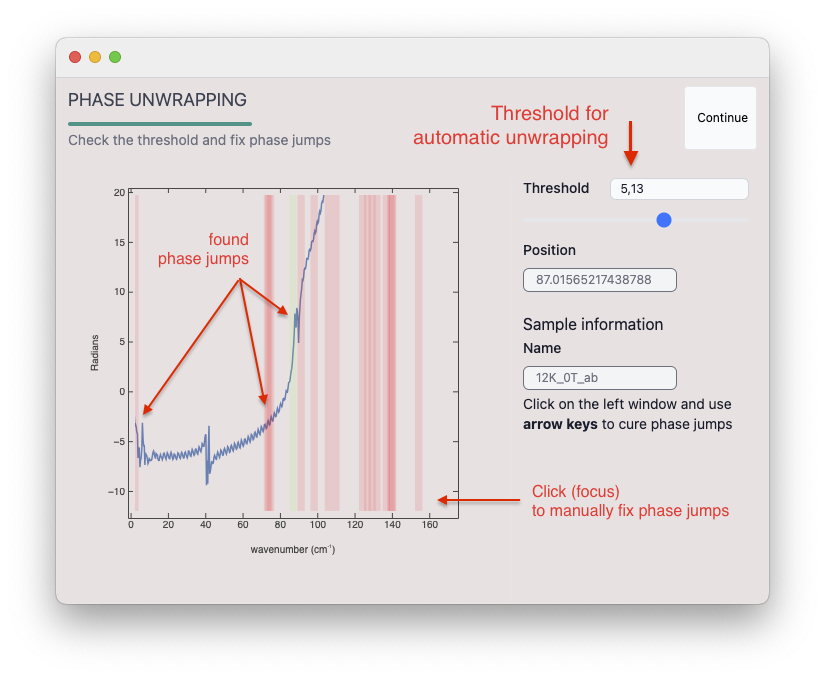 PHASE UNWRAPPING
Check the threshold and fix phase jumps
Threshold for
automatic unwrapping
Continue
Threshold
5,13
Position
87.01565217438788
Sample information
Name
12K_0T_ab
Click on the left window and use
arrow keys to cure phase jumps
found
phase jumps
Radians
20
15
10
5
0
−5
−10
0 20 40 60 80 100 120 140 160
wavenumber (cm⁻¹)
Click (focus)
to manually fix phase jumps